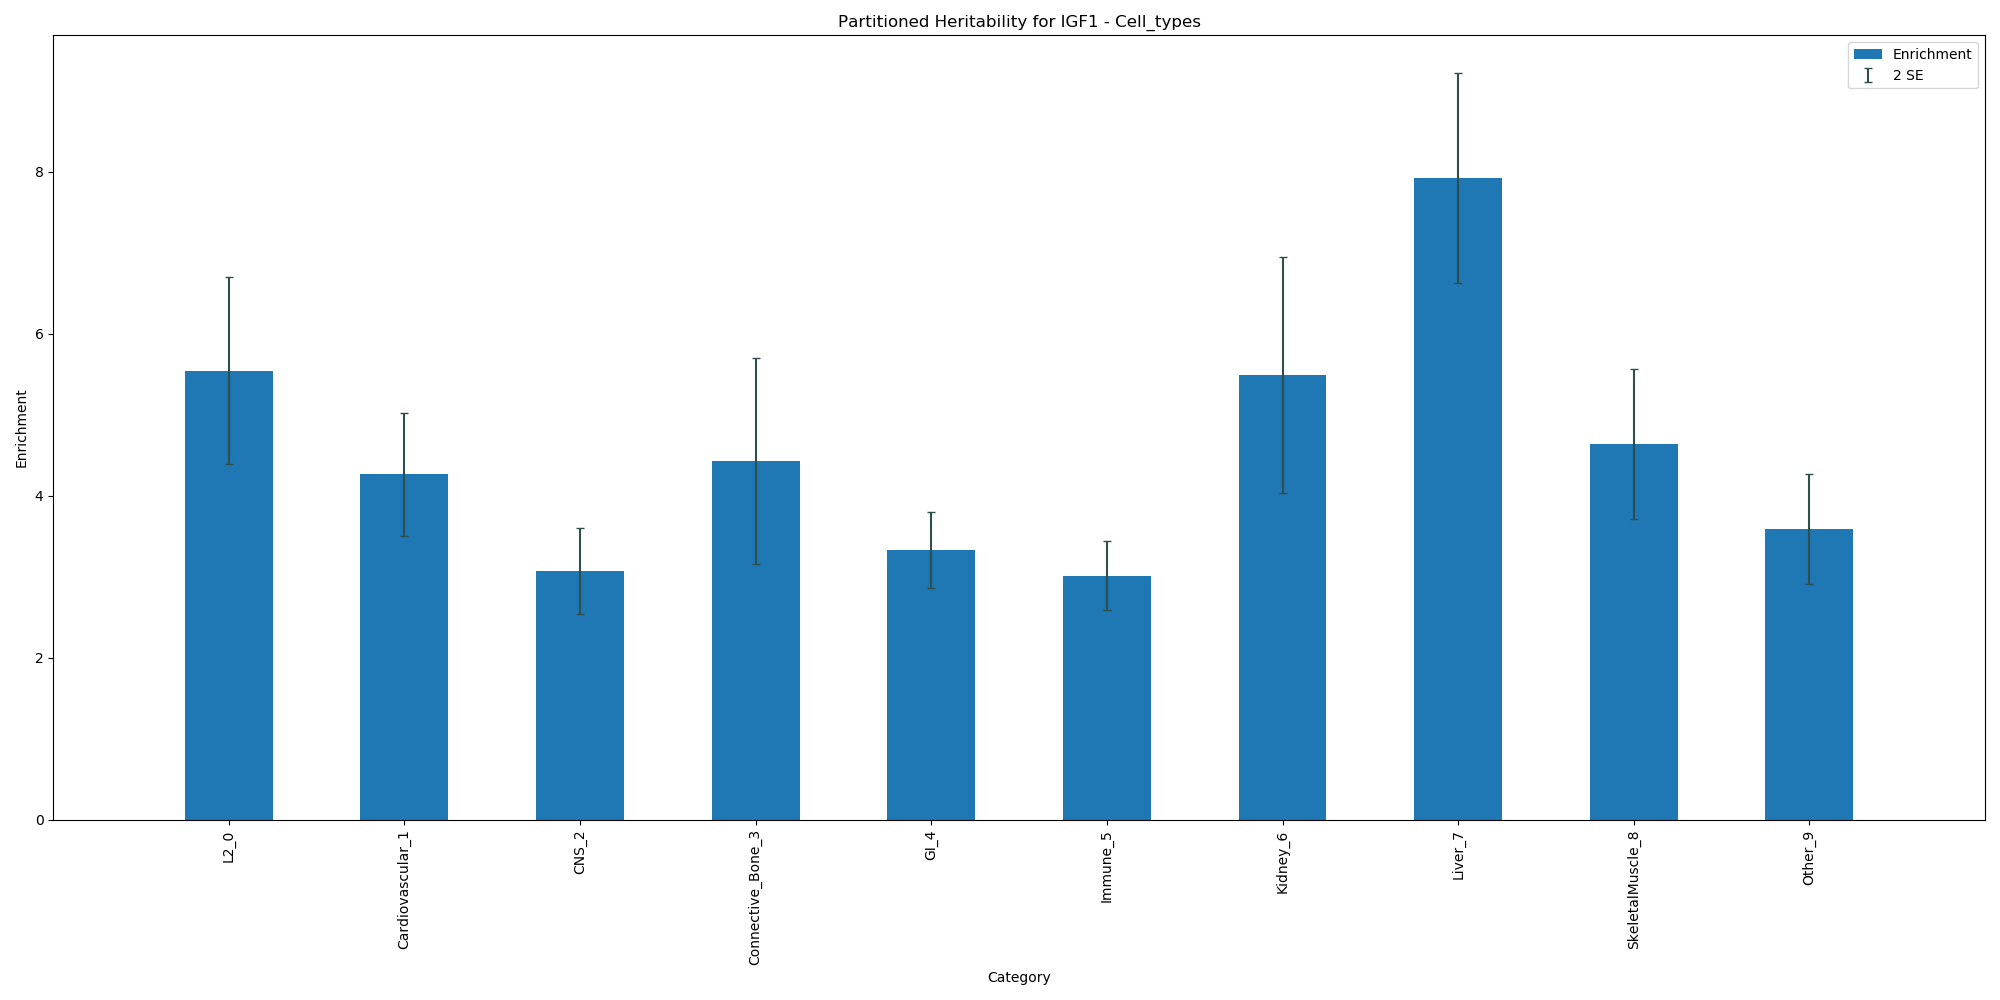 Partitioned Heritability for IGF1 - Cell_types
Enrichment
2 SE
Enrichment
8
6
4
2
0
L2_0
Cardiovascular_1
CNS_2
Connective_Bone_3
GI_4
Immune_5
Kidney_6
Liver_7
SkeletalMuscle_8
Other_9
Category